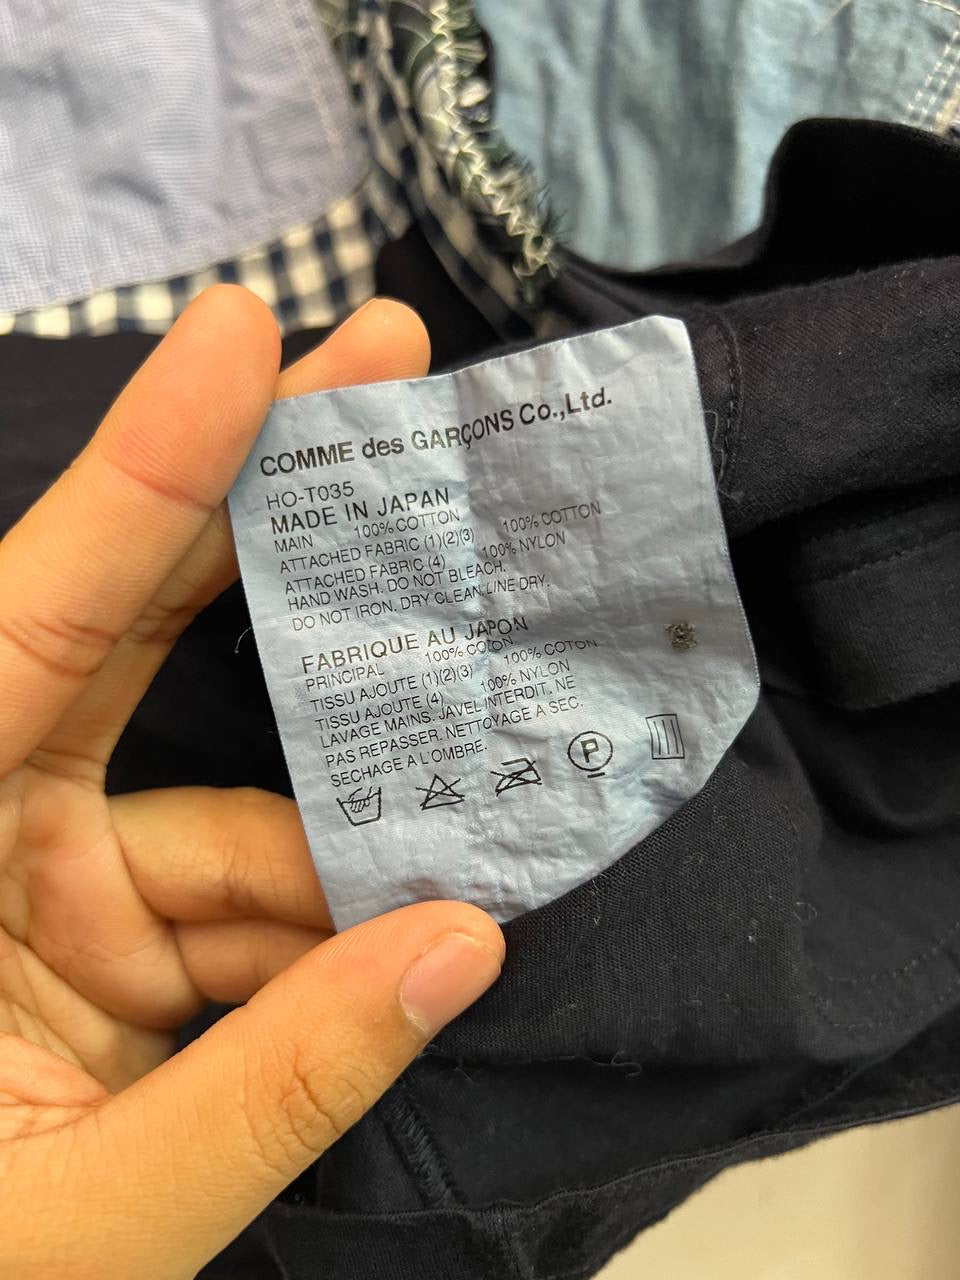 COMME des GARÇONS Co.,Ltd.
HO-T035
MADE IN JAPAN
MAIN 100% COTTON
ATTACHED FABRIC (1)(2)(3) 100% COTTON
ATTACHED FABRIC (4) 100% NYLON
HAND WASH. DO NOT BLEACH.
DO NOT IRON. DRY CLEAN.LINE DRY.
FABRIQUE AU JAPON
PRINCIPAL 100% COTON
TISSU AJOUTE (1)(2)(3) 100% COTON
TISSU AJOUTE (4) 100% NYLON
LAVAGE MAINS. JAVEL INTERDIT. NE
PAS REPASSER. NETTOYAGE A SEC.
SECHAGE A L'OMBRE.
P